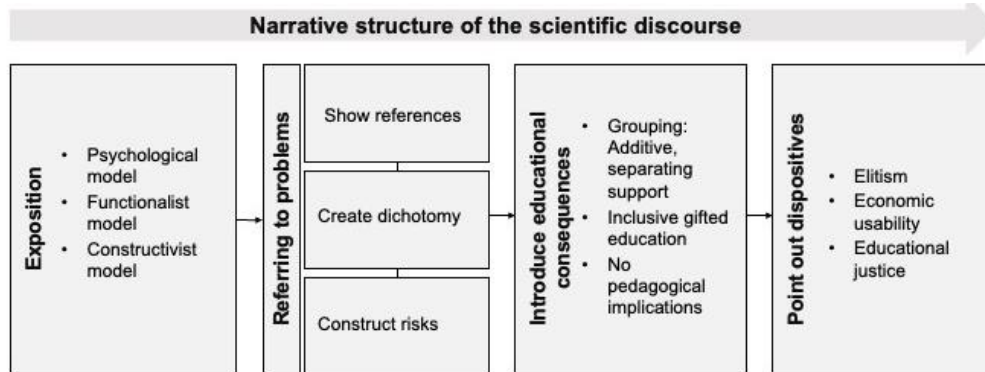 Narrative structure of the scientific discourse
Exposition
• Psychological
model
• Functionalist
model
• Constructivist
model
Referring to problems
Show references
Create dichotomy
Construct risks
Introduce educational
consequences
• Grouping:
Additive,
separating
support
• Inclusive gifted
education
• No
pedagogical
implications
Point out dispositives
• Elitism
• Economic
usability
• Educational
justice